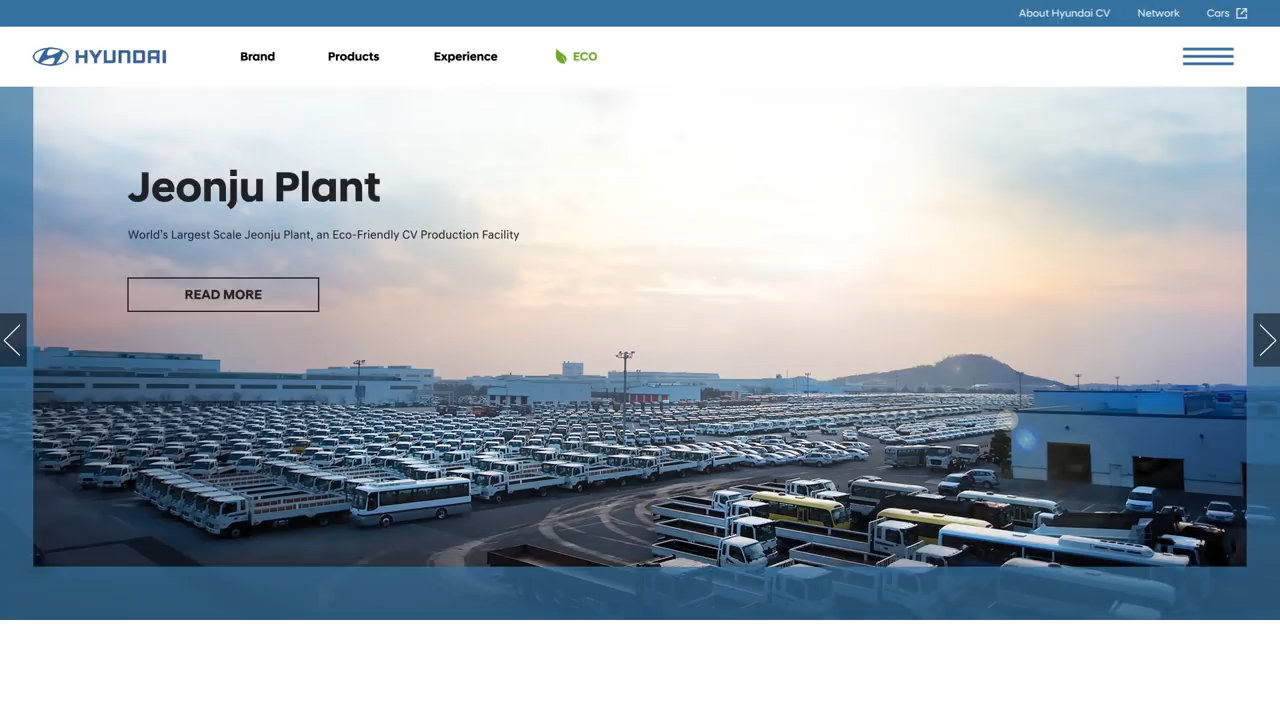 About Hyundai CV Network Cars
HYUNDAI Brand Products Experience ECO
Jeonju Plant
World's Largest Scale Jeonju Plant, an Eco-Friendly CV Production Facility
READ MORE